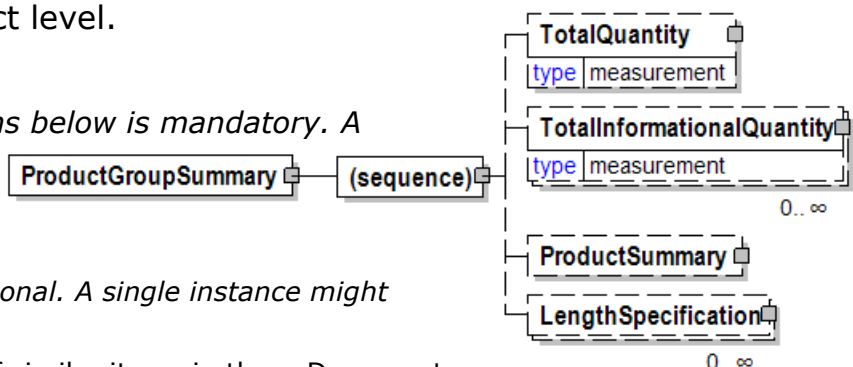 ct level.
TotalQuantity
type measurement
ns below is mandatory. A
TotalInformationalQuantity
type measurement
ProductGroupSummary
(sequence)
0.. ∞
ProductSummary
onal. A single instance might
LengthSpecification
0.. ∞